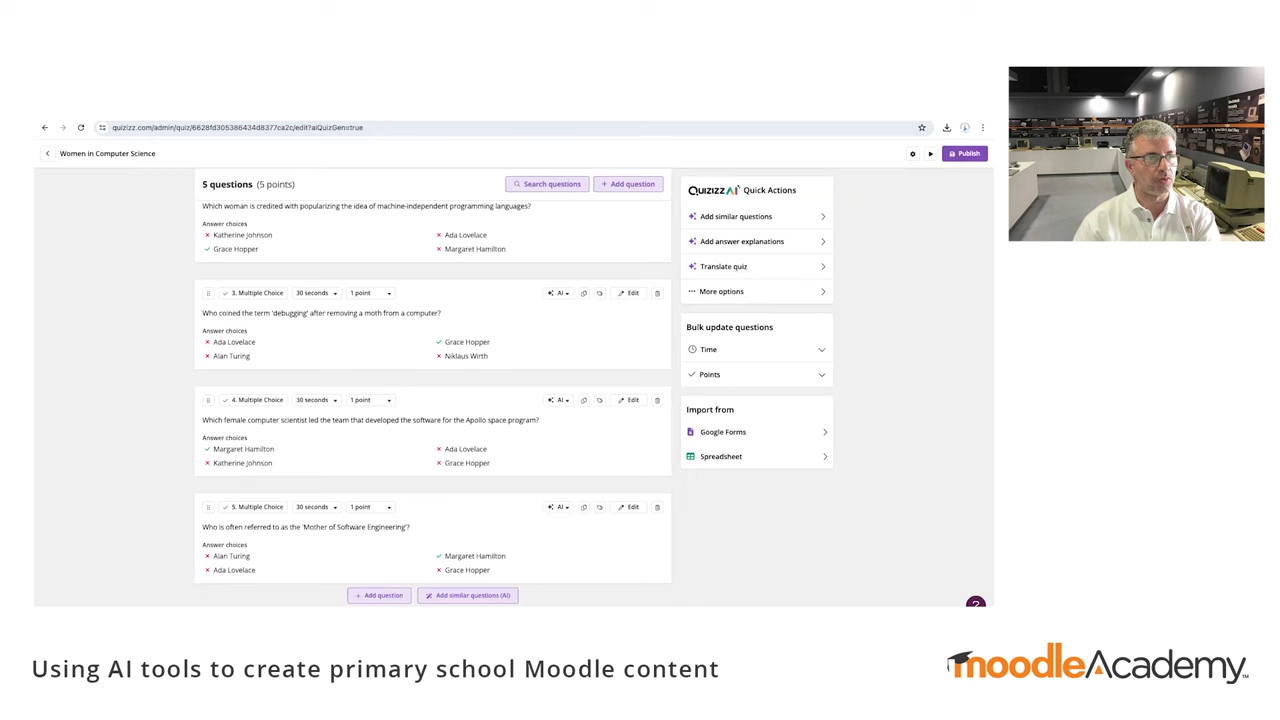 quizizz.com/admin/quiz/6628fd305386434d8377ca2c/edit?aiQuizGen=true
Women in Computer Science
Publish
5 questions (5 points)
Search questions
+ Add question
Which woman is credited with popularizing the idea of machine-independent programming languages?
Answer choices
Katherine Johnson
Ada Lovelace
Grace Hopper
Margaret Hamilton
3. Multiple Choice
30 seconds
1 point
AI
Edit
Who coined the term 'debugging' after removing a moth from a computer?
Answer choices
Ada Lovelace
Grace Hopper
Alan Turing
Niklaus Wirth
4. Multiple Choice
30 seconds
1 point
AI
Edit
Which female computer scientist led the team that developed the software for the Apollo space program?
Answer choices
Margaret Hamilton
Ada Lovelace
Katherine Johnson
Grace Hopper
5. Multiple Choice
30 seconds
1 point
AI
Edit
Who is often referred to as the 'Mother of Software Engineering'?
Answer choices
Alan Turing
Margaret Hamilton
Ada Lovelace
Grace Hopper
+ Add question
Add similar questions (AI)
QUIZIZZ AI Quick Actions
Add similar questions
Add answer explanations
Translate quiz
More options
Bulk update questions
Time
Points
Import from
Google Forms
Spreadsheet
?
Using AI tools to create primary school Moodle content
moodleAcademy™